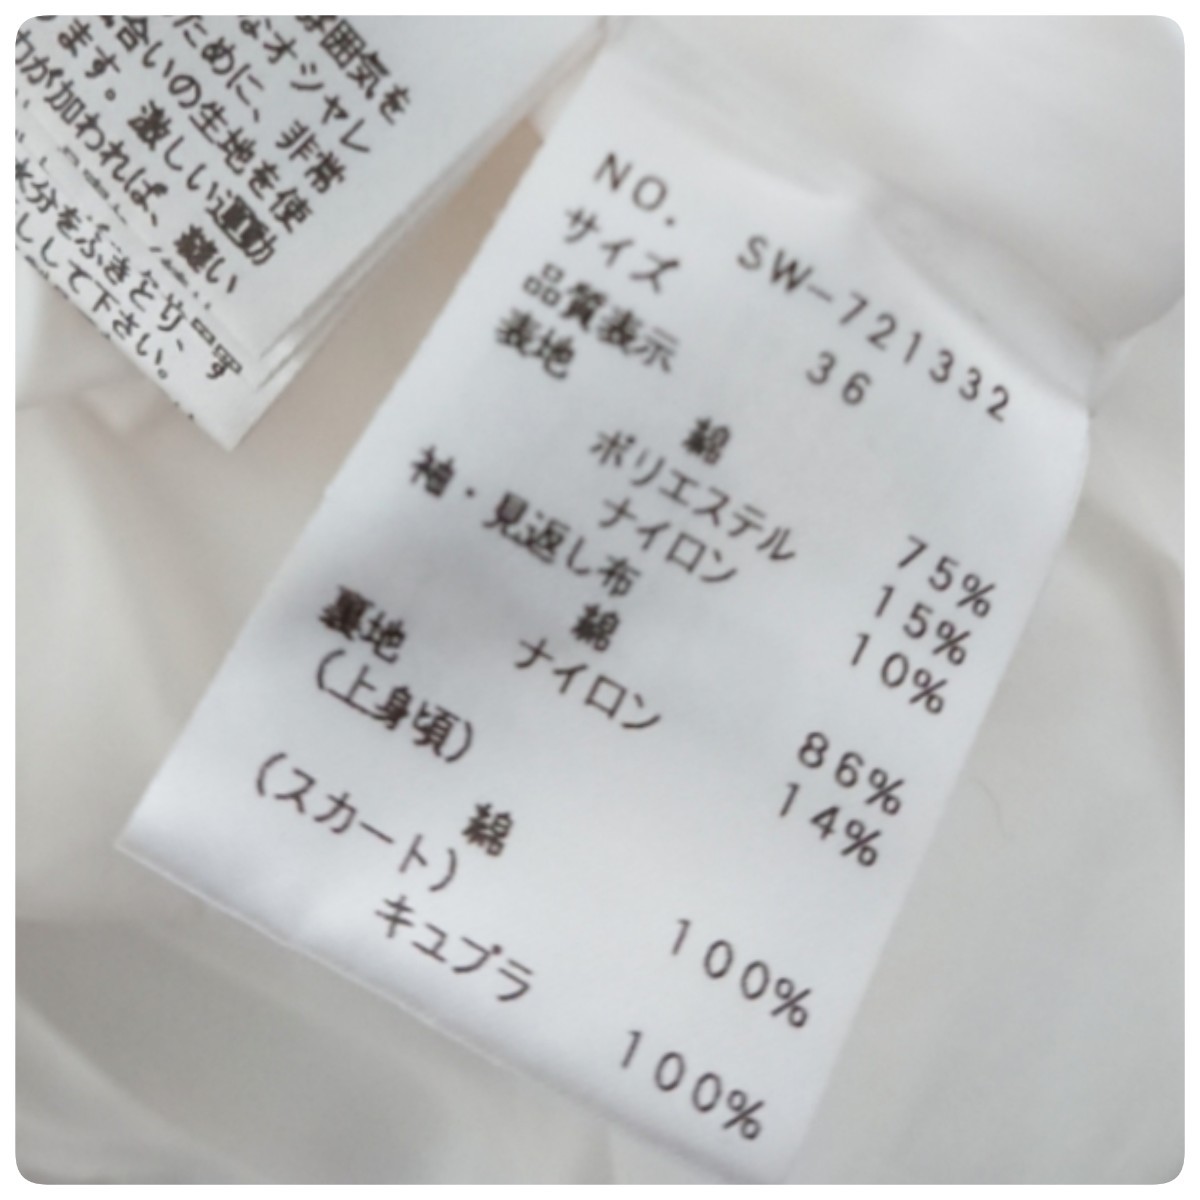 雰囲気を
なオシャレ
ために、非常
合いの生地を使
ます。激しい運動
力が加われば、縫い
水分をふきとり、
して下さい。
NO. SW-721332
サイズ 36
品質表示
表地
綿 75%
ポリエステル 15%
ナイロン 10%
袖・見返し布
綿 86%
ナイロン 14%
裏地
(上身頃)
綿 100%
(スカート)
キュプラ 100%